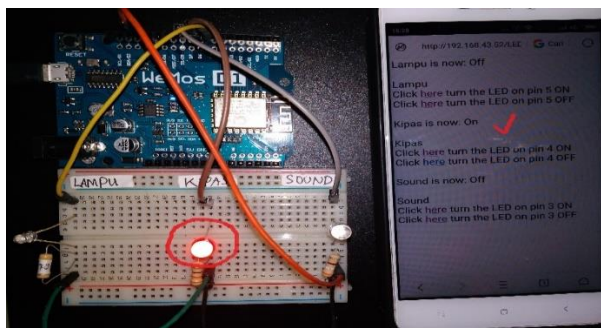 RESET
WeMos D1
LAMPU
KIPAS
SOUND
http://192.168.43.
Lampu is now: Off
Lampu
Click here turn the LED on pin 5 ON
Click here turn the LED on pin 5 OFF
Kipas is now: On
Kipas
Click here turn the LED on pin 4 ON
Click here turn the LED on pin 4 OFF
Sound is now: Off
Sound
Click here turn the LED on pin 3 ON
Click here turn the LED on pin 3 OFF